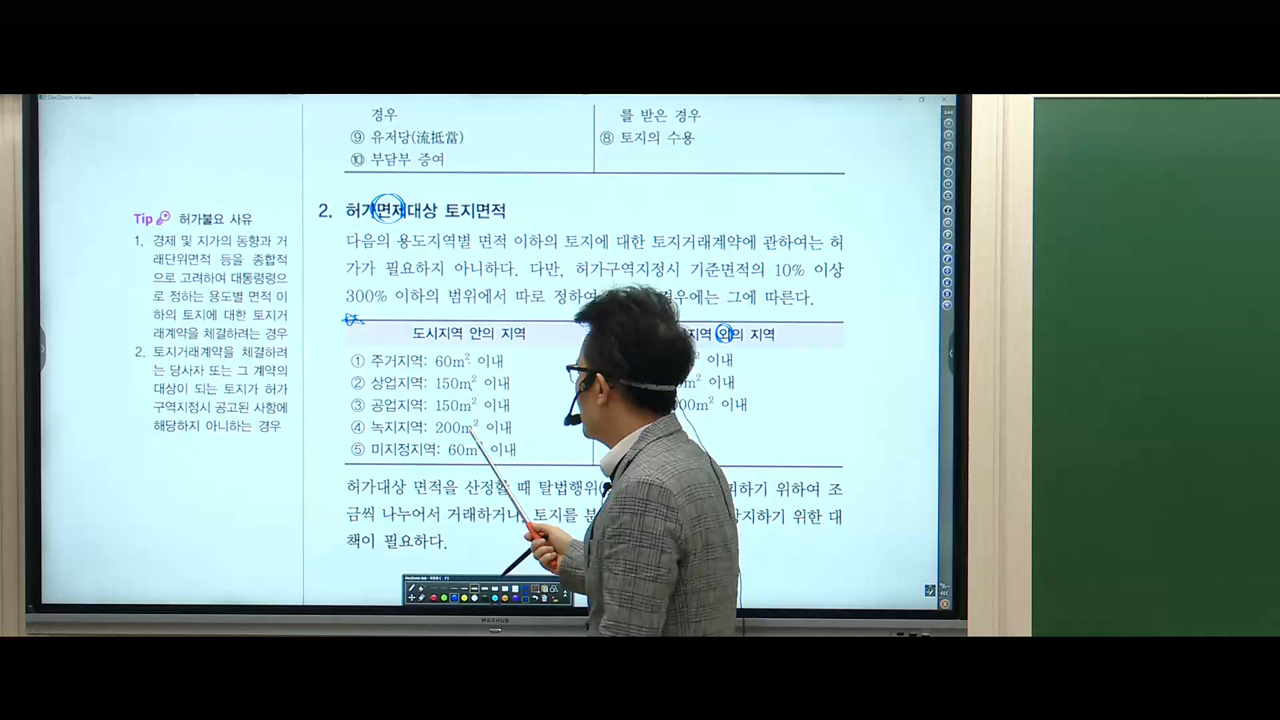 DocZoom Viewer
경우
⑨ 유저당(流抵當)
⑩ 부담부 증여
를 받은 경우
⑧ 토지의 수용
Tip 허가불요 사유
1. 경제 및 지가의 동향과 거
래단위면적 등을 종합적
으로 고려하여 대통령령으
로 정하는 용도별 면적 이
하의 토지에 대한 토지거
래계약을 체결하려는 경우
2. 토지거래계약을 체결하려
는 당사자 또는 그 계약의
대상이 되는 토지가 허가
구역지정시 공고된 사항에
해당하지 아니하는 경우
2. 허가면제대상 토지면적
다음의 용도지역별 면적 이하의 토지에 대한 토지거래계약에 관하여는 허
가가 필요하지 아니하다. 다만, 허가구역지정시 기준면적의 10% 이상
300% 이하의 범위에서 따로 정하여 경우에는 그에 따른다.
도시지역 안의 지역
① 주거지역: 60m² 이내
② 상업지역: 150m² 이내
③ 공업지역: 150m² 이내
④ 녹지지역: 200m² 이내
⑤ 미지정지역: 60m² 이내
지역 외의 지역
이내
이내
이내
허가대상 면적을 산정할 때 탈법행위 하기 위하여 조
금씩 나누어서 거래하거나, 토지를 방지하기 위한 대
책이 필요하다.
MAXHUB